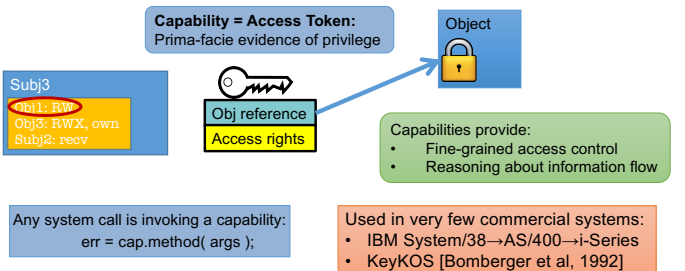 Capability = Access Token:
Prima-facie evidence of privilege
Object
Subj3
Obj1: RW
Obj3: RWX, own
Subj2: recv
Obj reference
Access rights
Capabilities provide:
• Fine-grained access control
• Reasoning about information flow
Any system call is invoking a capability:
err = cap.method( args );
Used in very few commercial systems:
• IBM System/38→AS/400→i-Series
• KeyKOS [Bomberger et al, 1992]